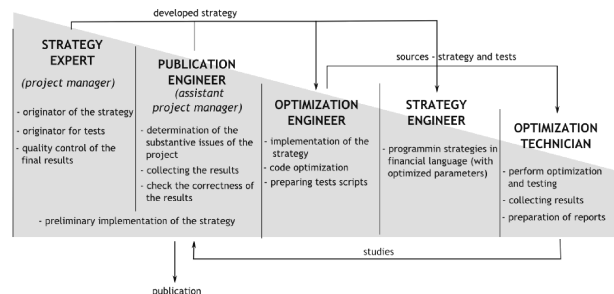 developed strategy
STRATEGY
EXPERT
(project manager)
- originator of the strategy
- originator for tests
- quality control of the
final results
PUBLICATION
ENGINEER
(assistant
project manager)
- determination of the
substantive issues of the
project
- collecting the results
- check the correctness of
the results
- preliminary implementation of the strategy
sources - strategy and tests
OPTIMIZATION
ENGINEER
- implementation of the
strategy
- code optimization
- preparing tests scripts
STRATEGY
ENGINEER
- programmin strategies in
financial language (with
optimized parameters)
OPTIMIZATION
TECHNICIAN
- perform optimization
and testing
- collecting results
- preparation of reports
studies
publication